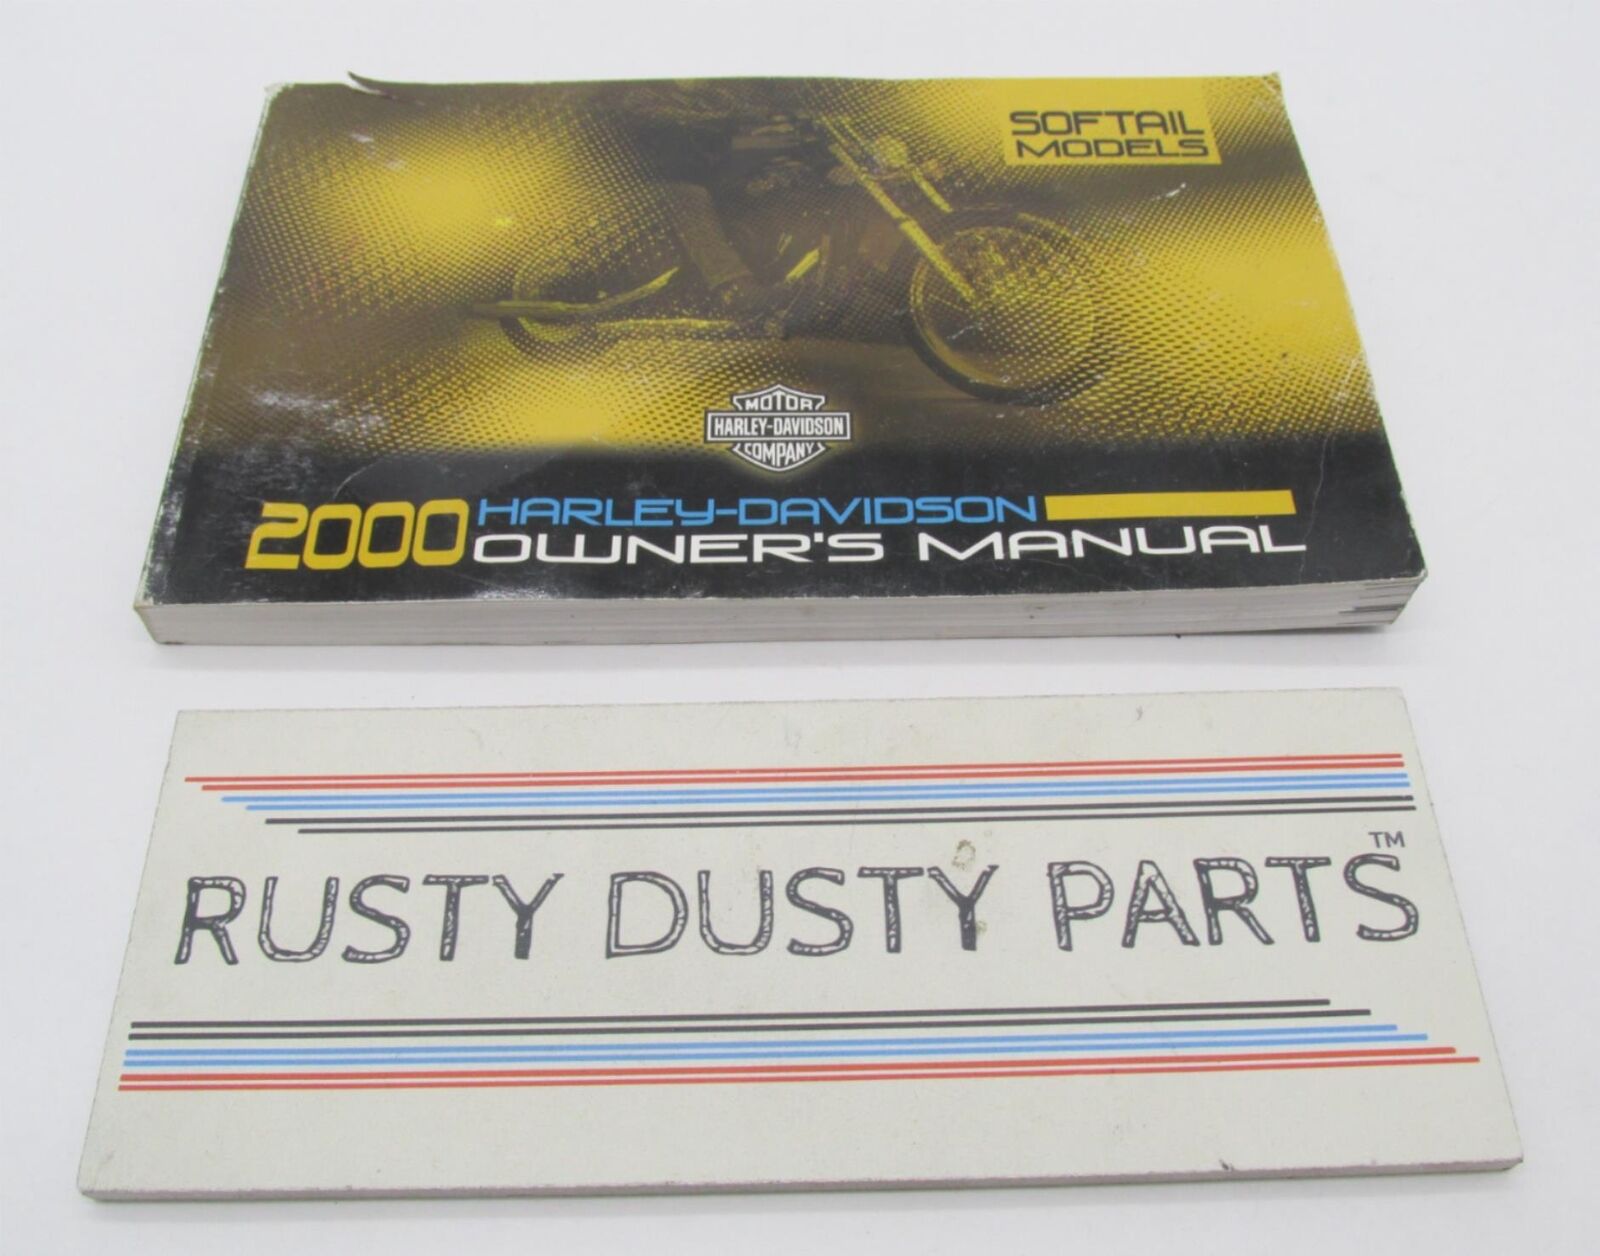 SOFTAIL
MODELS
MOTOR
HARLEY-DAVIDSON
COMPANY
2000 HARLEY-DAVIDSON
OWNER'S MANUAL
RUSTY DUSTY PARTS™